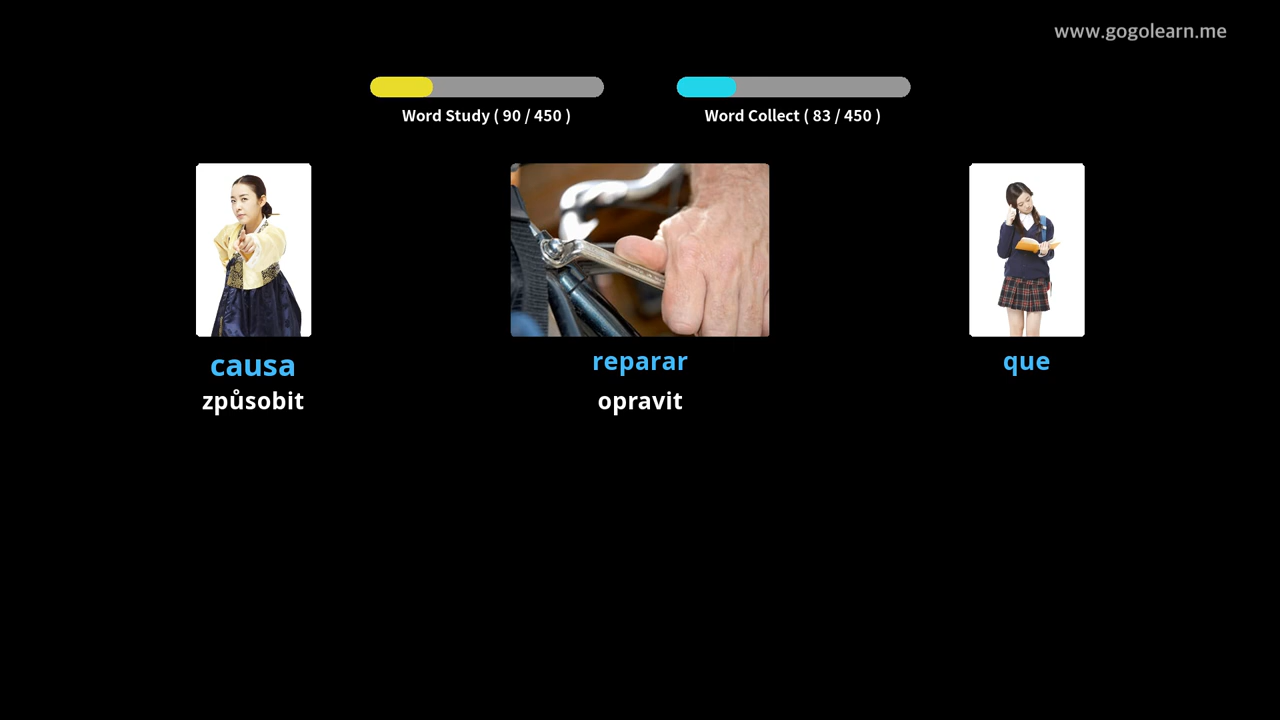 www.gogolearn.me
Word Study ( 90 / 450 )
Word Collect ( 83 / 450 )
causa
reparar
que
způsobit
opravit